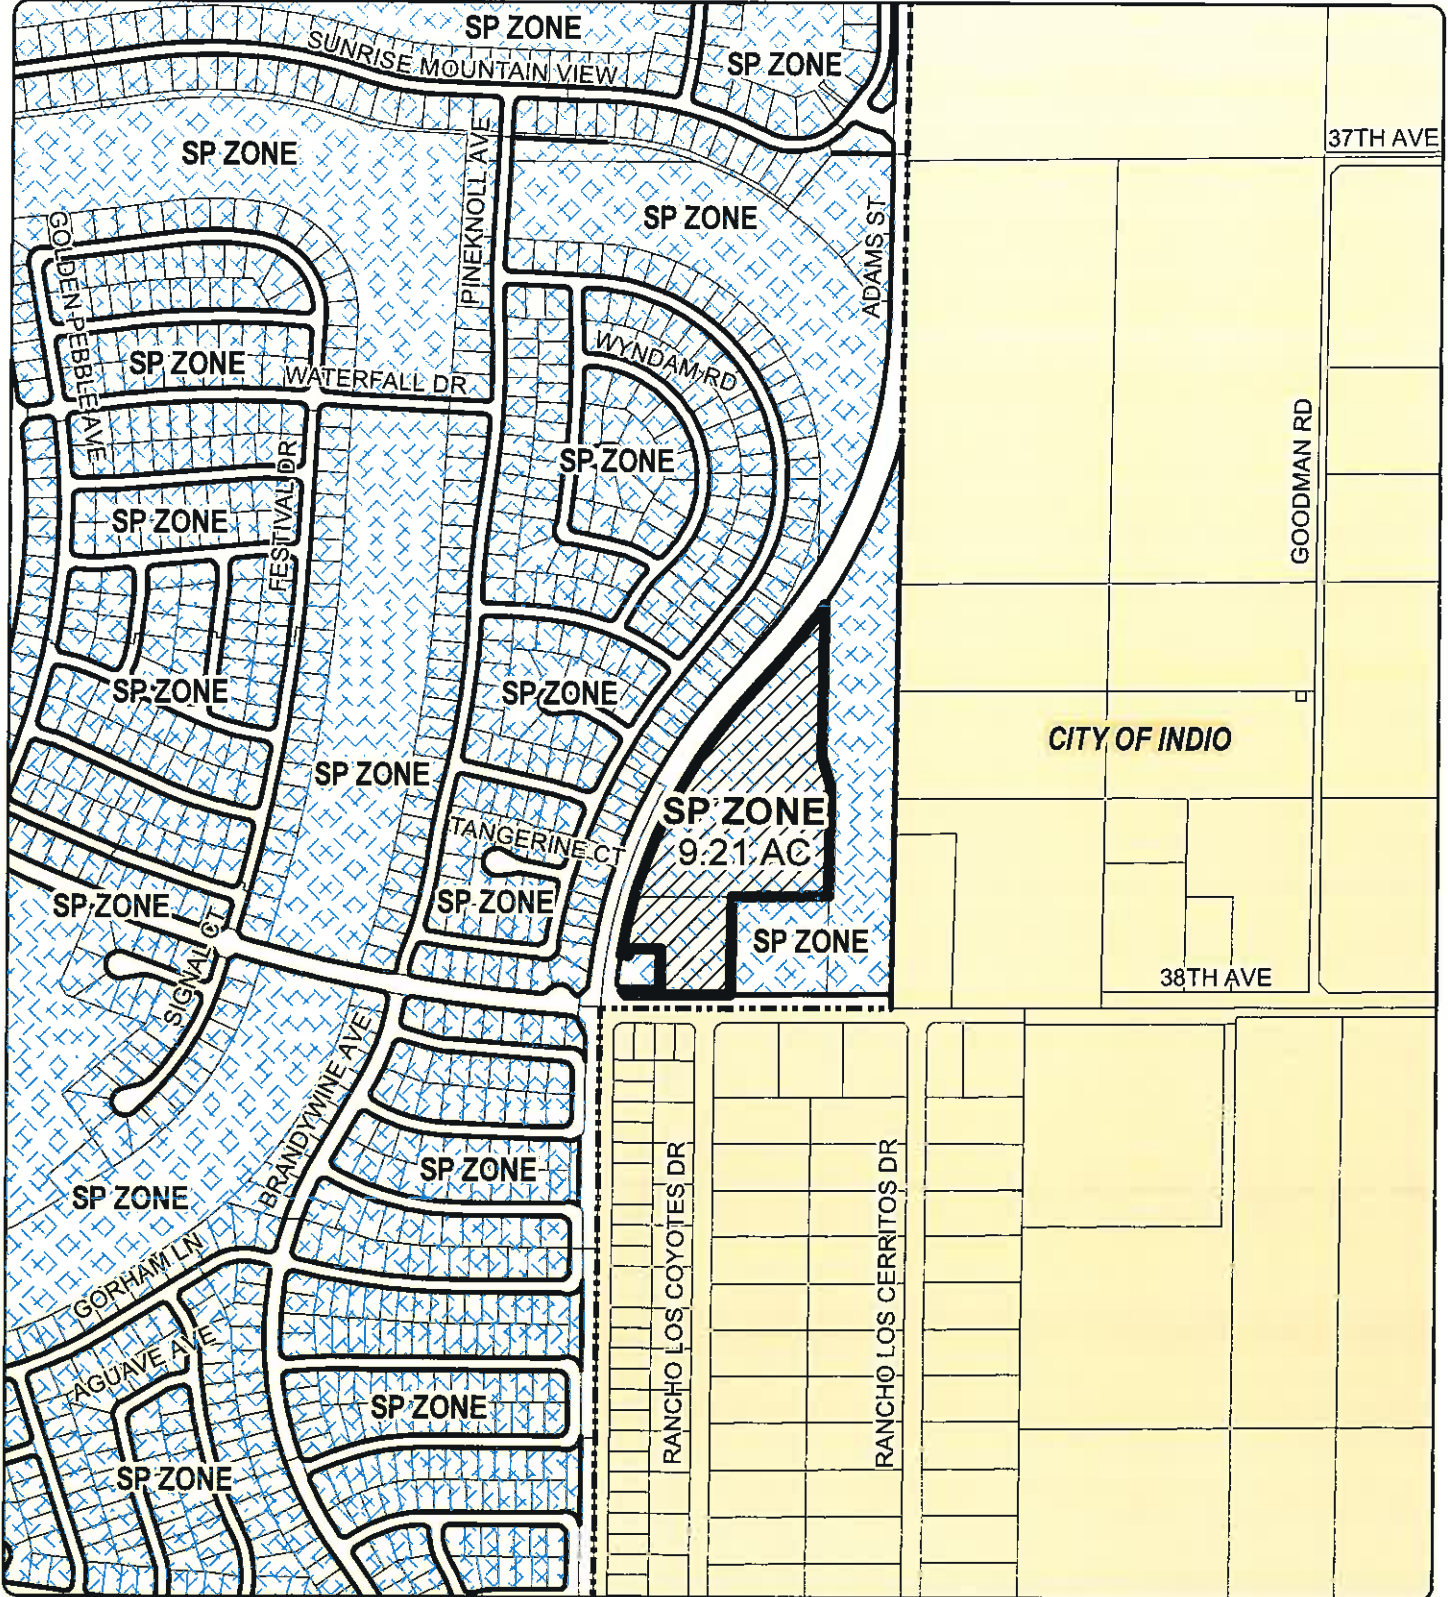 SP ZONE
SUNRISE MOUNTAIN VIEW
SP ZONE
37TH AVE
SP ZONE
PINEKNOLL AVE
SP ZONE
ADAMS ST
GOLDEN PEBBLE AVE
WYNDAM RD
SP ZONE
WATERFALL DR
GOODMAN RD
SP ZONE
FESTIVAL DR
SP ZONE
SP ZONE
SP ZONE
CITY OF INDIO
SP ZONE
SP ZONE
9.21 AC
TANGERINE CT
SP ZONE
SP ZONE
SIGNAL CT
SP ZONE
38TH AVE
BRANDYWINE AVE
SP ZONE
RANCHO LOS COYOTES DR
RANCHO LOS CERRITOS DR
SP ZONE
GORHAM LN
AGUAVE AVE
SP ZONE
SP ZONE